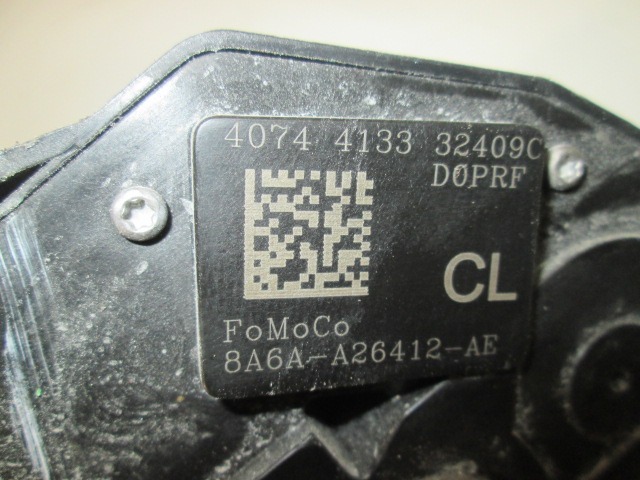 4074 4133 32409C
D0PRF
CL
FoMoCo
8A6A-A26412-AE